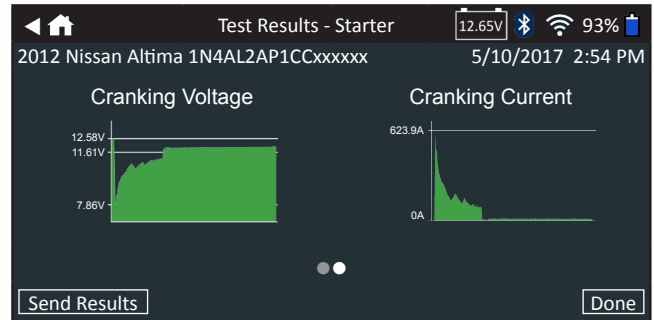 Test Results - Starter 12.65V 93%
2012 Nissan Altima 1N4AL2AP1CCxxxxxx 5/10/2017 2:54 PM
Cranking Voltage Cranking Current
12.58V
11.61V
7.86V
623.9A
0A
Send Results Done